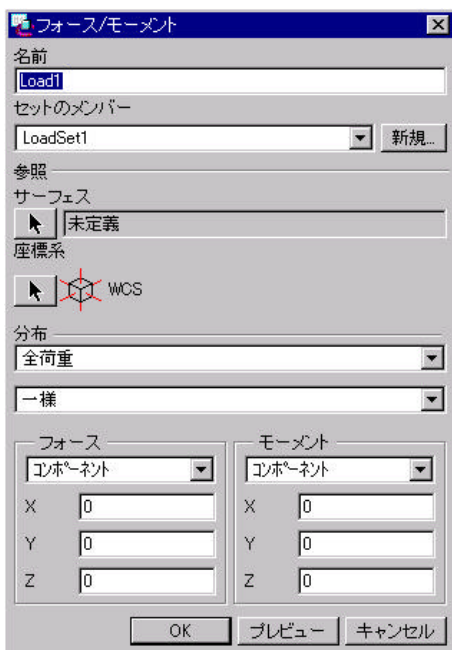 フォース/モーメント
名前
Load1
セットのメンバー
LoadSet1 新規...
参照
サーフェス
未定義
座標系
WCS
分布
全荷重
一様
フォース モーメント
コンポーネント コンポーネント
X 0 X 0
Y 0 Y 0
Z 0 Z 0
OK プレビュー キャンセル